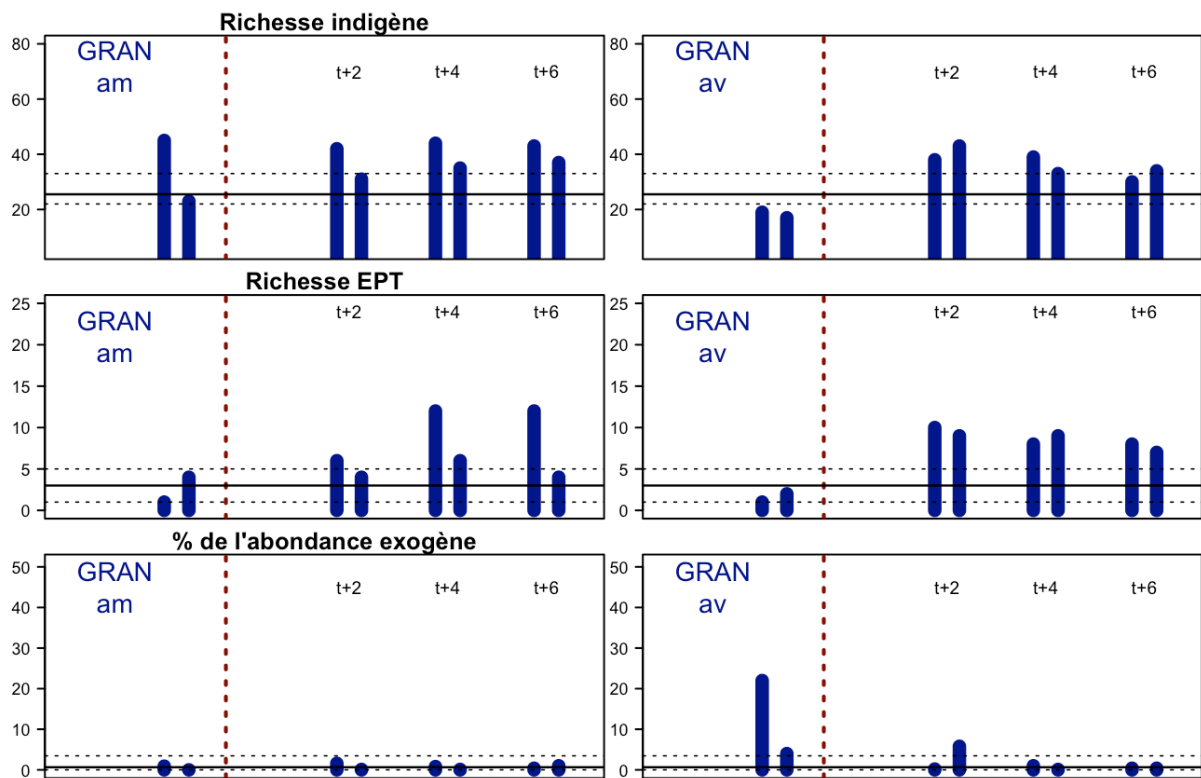 Richesse indigène
80
60
40
20
GRAN
am
t+2
t+4
t+6
80
60
40
20
GRAN
av
t+2
t+4
t+6
Richesse EPT
25
20
15
10
5
0
GRAN
am
t+2
t+4
t+6
25
20
15
10
5
0
GRAN
av
t+2
t+4
t+6
% de l'abondance exogène
50
40
30
20
10
0
GRAN
am
t+2
t+4
t+6
50
40
30
20
10
0
GRAN
av
t+2
t+4
t+6